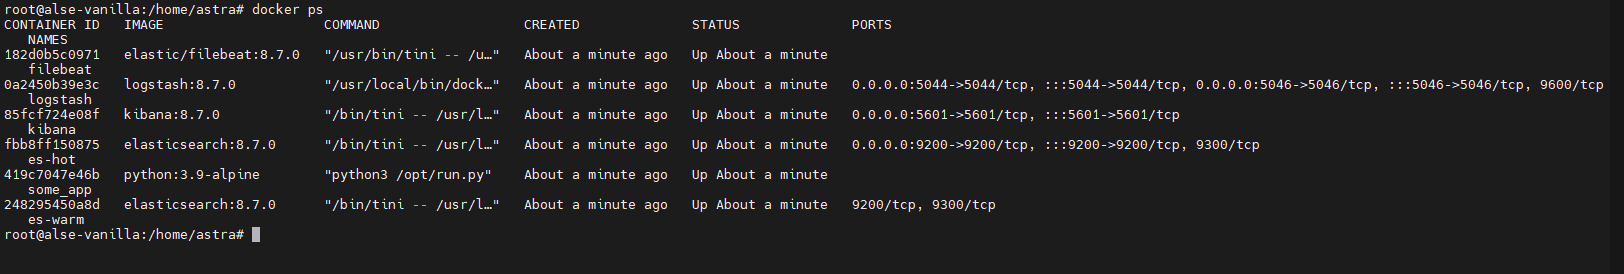 root@alse-vanilla:/home/astra# docker ps
CONTAINER ID   IMAGE                    COMMAND                  CREATED              STATUS              PORTS
   NAMES
182d0b5c0971   elastic/filebeat:8.7.0   "/usr/bin/tini -- /u…"   About a minute ago   Up About a minute
   filebeat
0a2450b39e3c   logstash:8.7.0           "/usr/local/bin/dock…"   About a minute ago   Up About a minute   0.0.0.0:5044->5044/tcp, :::5044->5044/tcp, 0.0.0.0:5046->5046/tcp, :::5046->5046/tcp, 9600/tcp
   logstash
85fcf724e08f   kibana:8.7.0             "/bin/tini -- /usr/l…"   About a minute ago   Up About a minute   0.0.0.0:5601->5601/tcp, :::5601->5601/tcp
   kibana
fbb8ff150875   elasticsearch:8.7.0      "/bin/tini -- /usr/l…"   About a minute ago   Up About a minute   0.0.0.0:9200->9200/tcp, :::9200->9200/tcp, 9300/tcp
   es-hot
419c7047e46b   python:3.9-alpine        "python3 /opt/run.py"    About a minute ago   Up About a minute
   some_app
248295450a8d   elasticsearch:8.7.0      "/bin/tini -- /usr/l…"   About a minute ago   Up About a minute   9200/tcp, 9300/tcp
   es-warm
root@alse-vanilla:/home/astra#